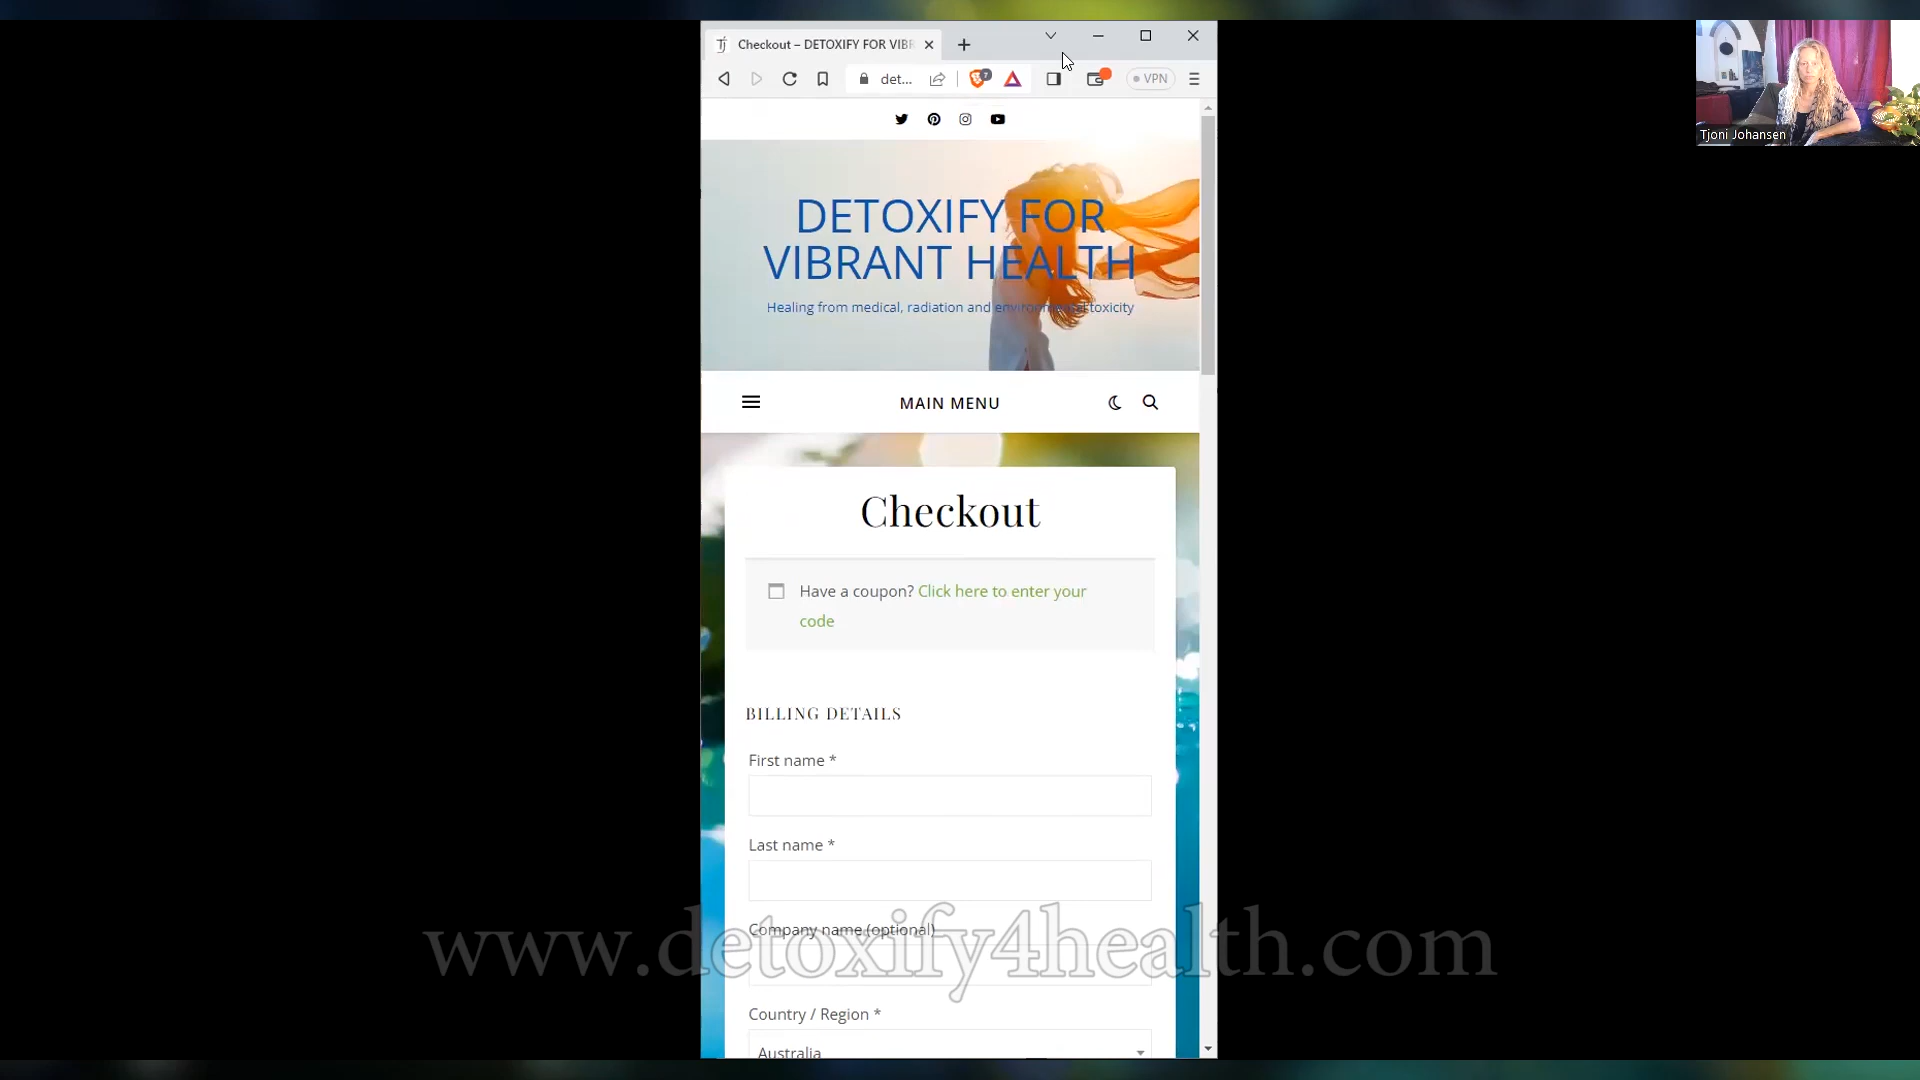 Tj Checkout – DETOXIFY FOR VIBR
det...
7
VPN
Tjoni Johansen
DETOXIFY FOR
VIBRANT HEALTH
Healing from medical, radiation and environmental toxicity
MAIN MENU
Checkout
Have a coupon? Click here to enter your
code
BILLING DETAILS
First name *
Last name *
Company name (optional)
www.detoxify4health.com
Country / Region *
Australia